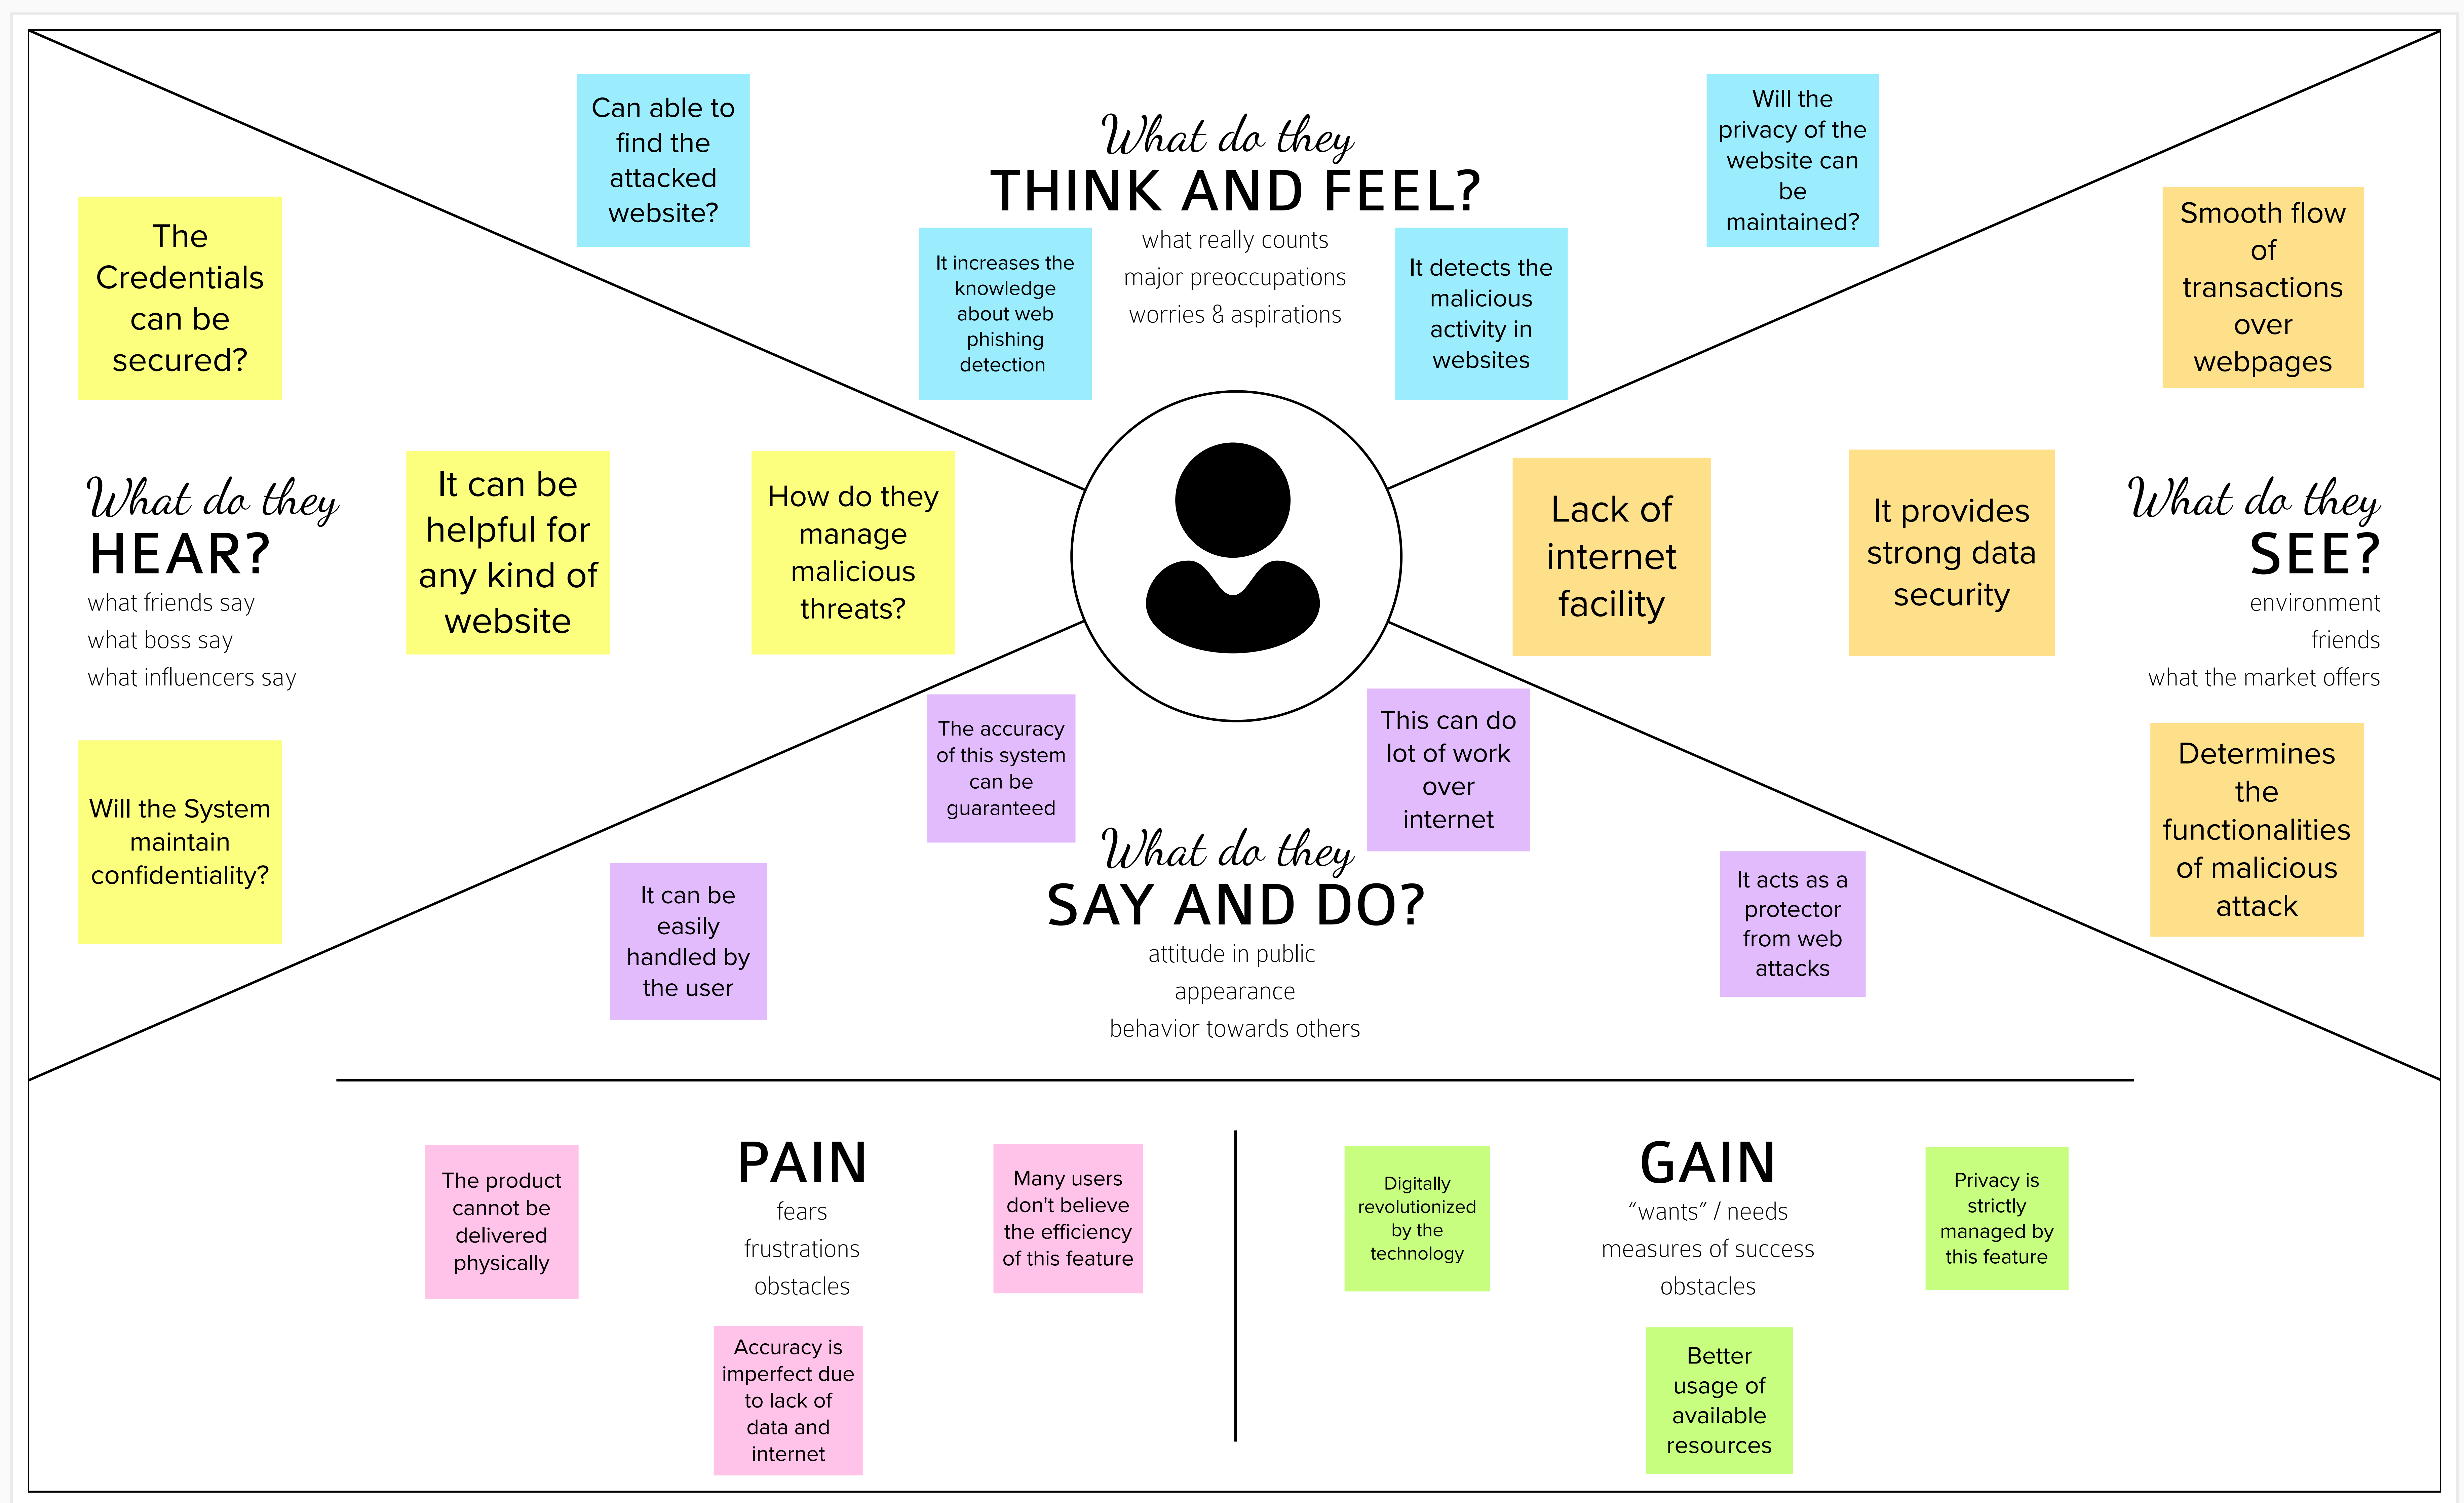 What do they
THINK AND FEEL?
what really counts
major preoccupations
worries & aspirations
Can able to
find the
attacked
website?
It increases the
knowledge
about web
phishing
detection
It detects the
malicious
activity in
websites
Will the
privacy of the
website can
be
maintained?
What do they
HEAR?
what friends say
what boss say
what influencers say
The
Credentials
can be
secured?
It can be
helpful for
any kind of
website
How do they
manage
malicious
threats?
Will the System
maintain
confidentiality?
What do they
SEE?
environment
friends
what the market offers
Smooth flow
of
transactions
over
webpages
Lack of
internet
facility
It provides
strong data
security
Determines
the
functionalities
of malicious
attack
What do they
SAY AND DO?
attitude in public
appearance
behavior towards others
The accuracy
of this system
can be
guaranteed
This can do
lot of work
over
internet
It can be
easily
handled by
the user
It acts as a
protector
from web
attacks
PAIN
fears
frustrations
obstacles
The product
cannot be
delivered
physically
Many users
don't believe
the efficiency
of this feature
Accuracy is
imperfect due
to lack of
data and
internet
GAIN
“wants” / needs
measures of success
obstacles
Digitally
revolutionized
by the
technology
Privacy is
strictly
managed by
this feature
Better
usage of
available
resources